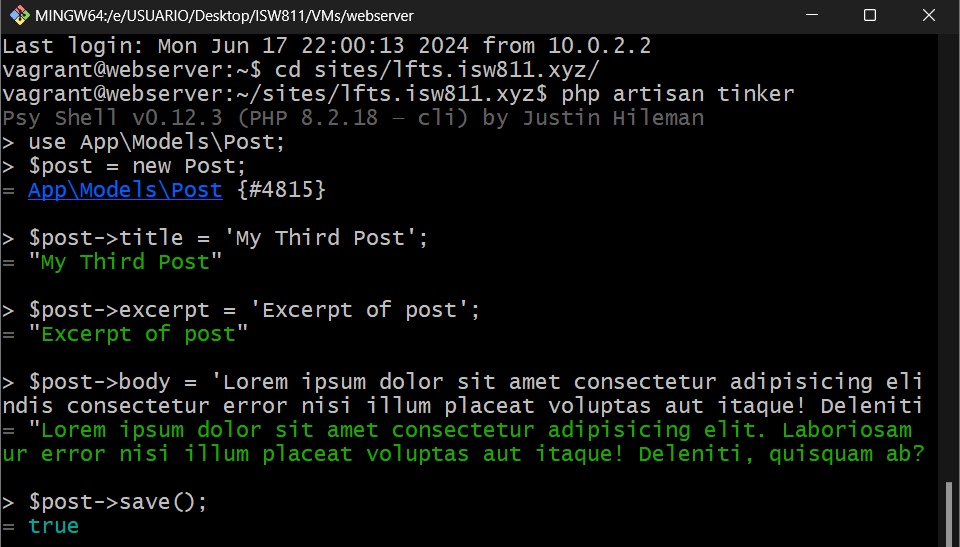 MINGW64:/e/USUARIO/Desktop/ISW811/VMs/webserver
Last login: Mon Jun 17 22:00:13 2024 from 10.0.2.2
vagrant@webserver:~$ cd sites/lfts.isw811.xyz/
vagrant@webserver:~/sites/lfts.isw811.xyz$ php artisan tinker
Psy Shell v0.12.3 (PHP 8.2.18 — cli) by Justin Hileman
> use App\Models\Post;
> $post = new Post;
= App\Models\Post {#4815}
> $post->title = 'My Third Post';
= "My Third Post"
> $post->excerpt = 'Excerpt of post';
= "Excerpt of post"
> $post->body = 'Lorem ipsum dolor sit amet consectetur adipisicing eli
ndis consectetur error nisi illum placeat voluptas aut itaque! Deleniti
= "Lorem ipsum dolor sit amet consectetur adipisicing elit. Laboriosam
ur error nisi illum placeat voluptas aut itaque! Deleniti, quisquam ab?
> $post->save();
= true